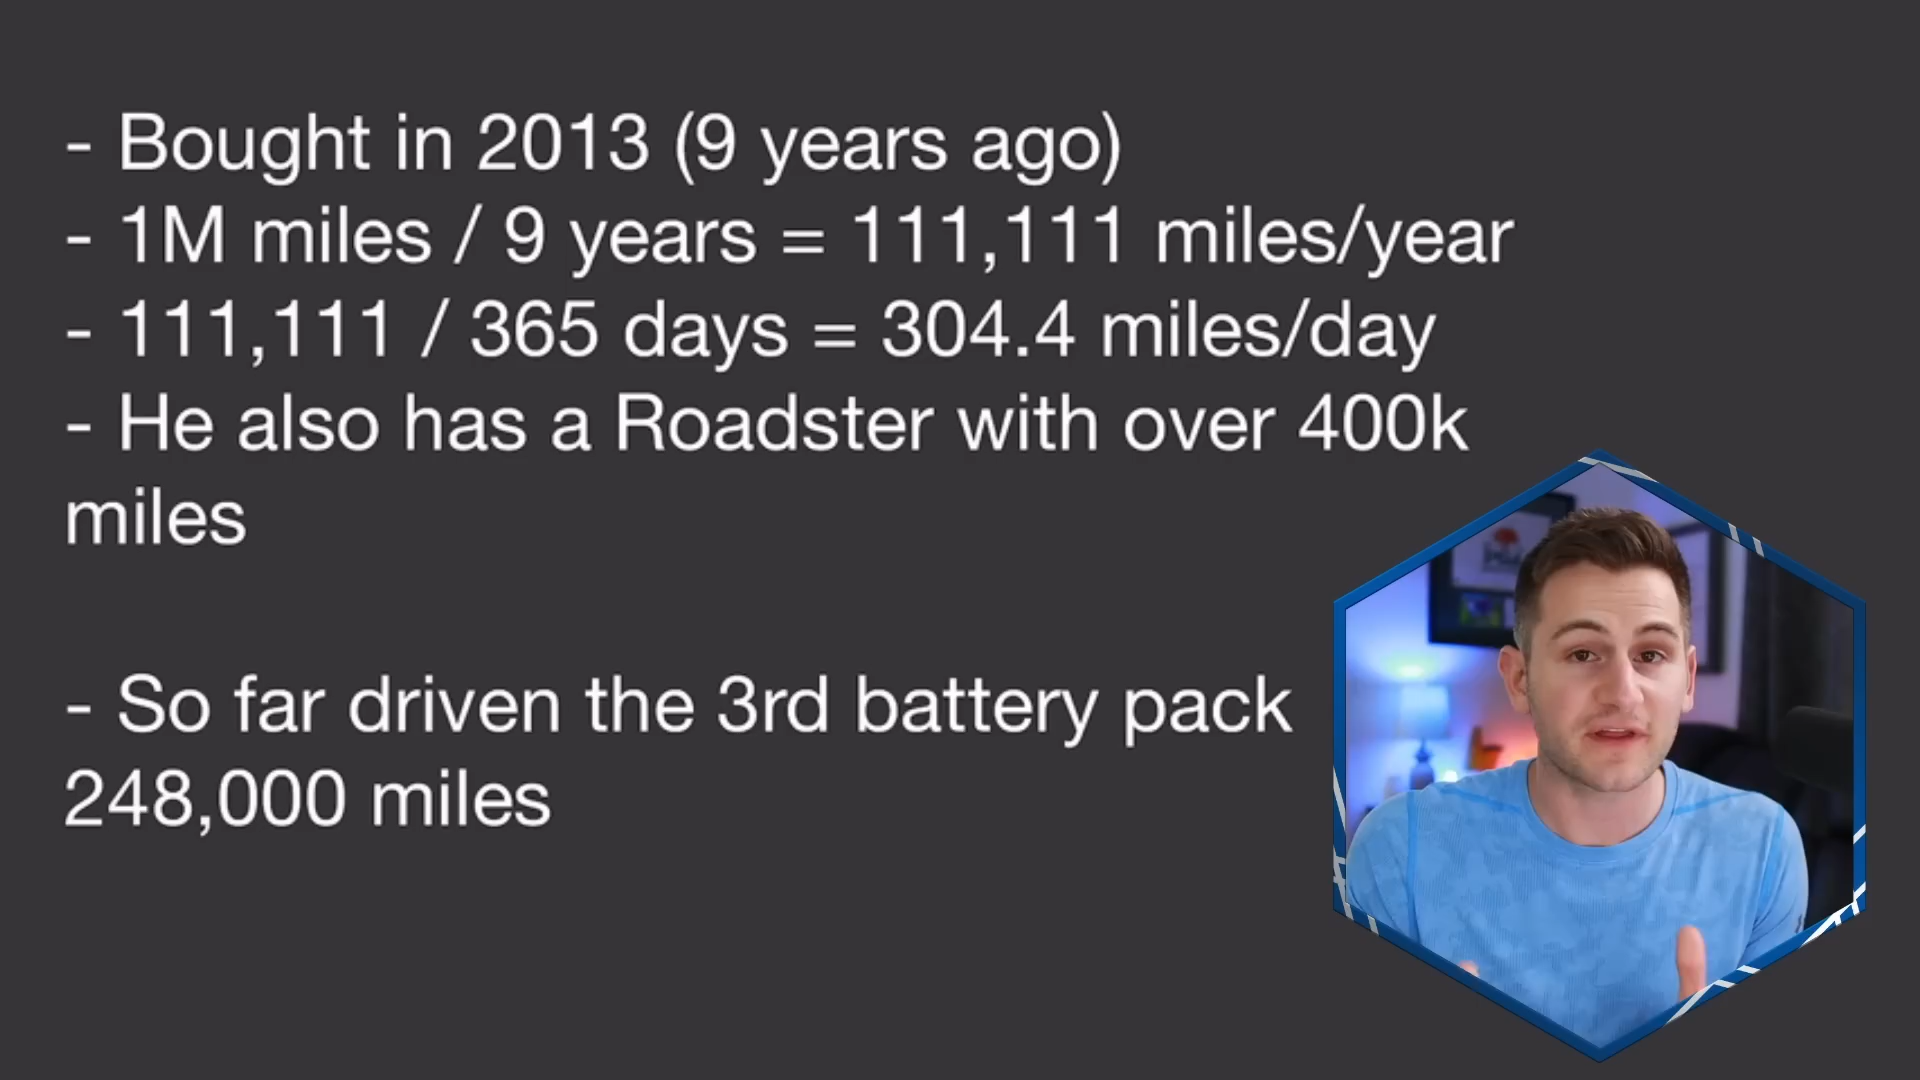 - Bought in 2013 (9 years ago)
- 1M miles / 9 years = 111,111 miles/year
- 111,111 / 365 days = 304.4 miles/day
- He also has a Roadster with over 400k
miles
- So far driven the 3rd battery pack
248,000 miles